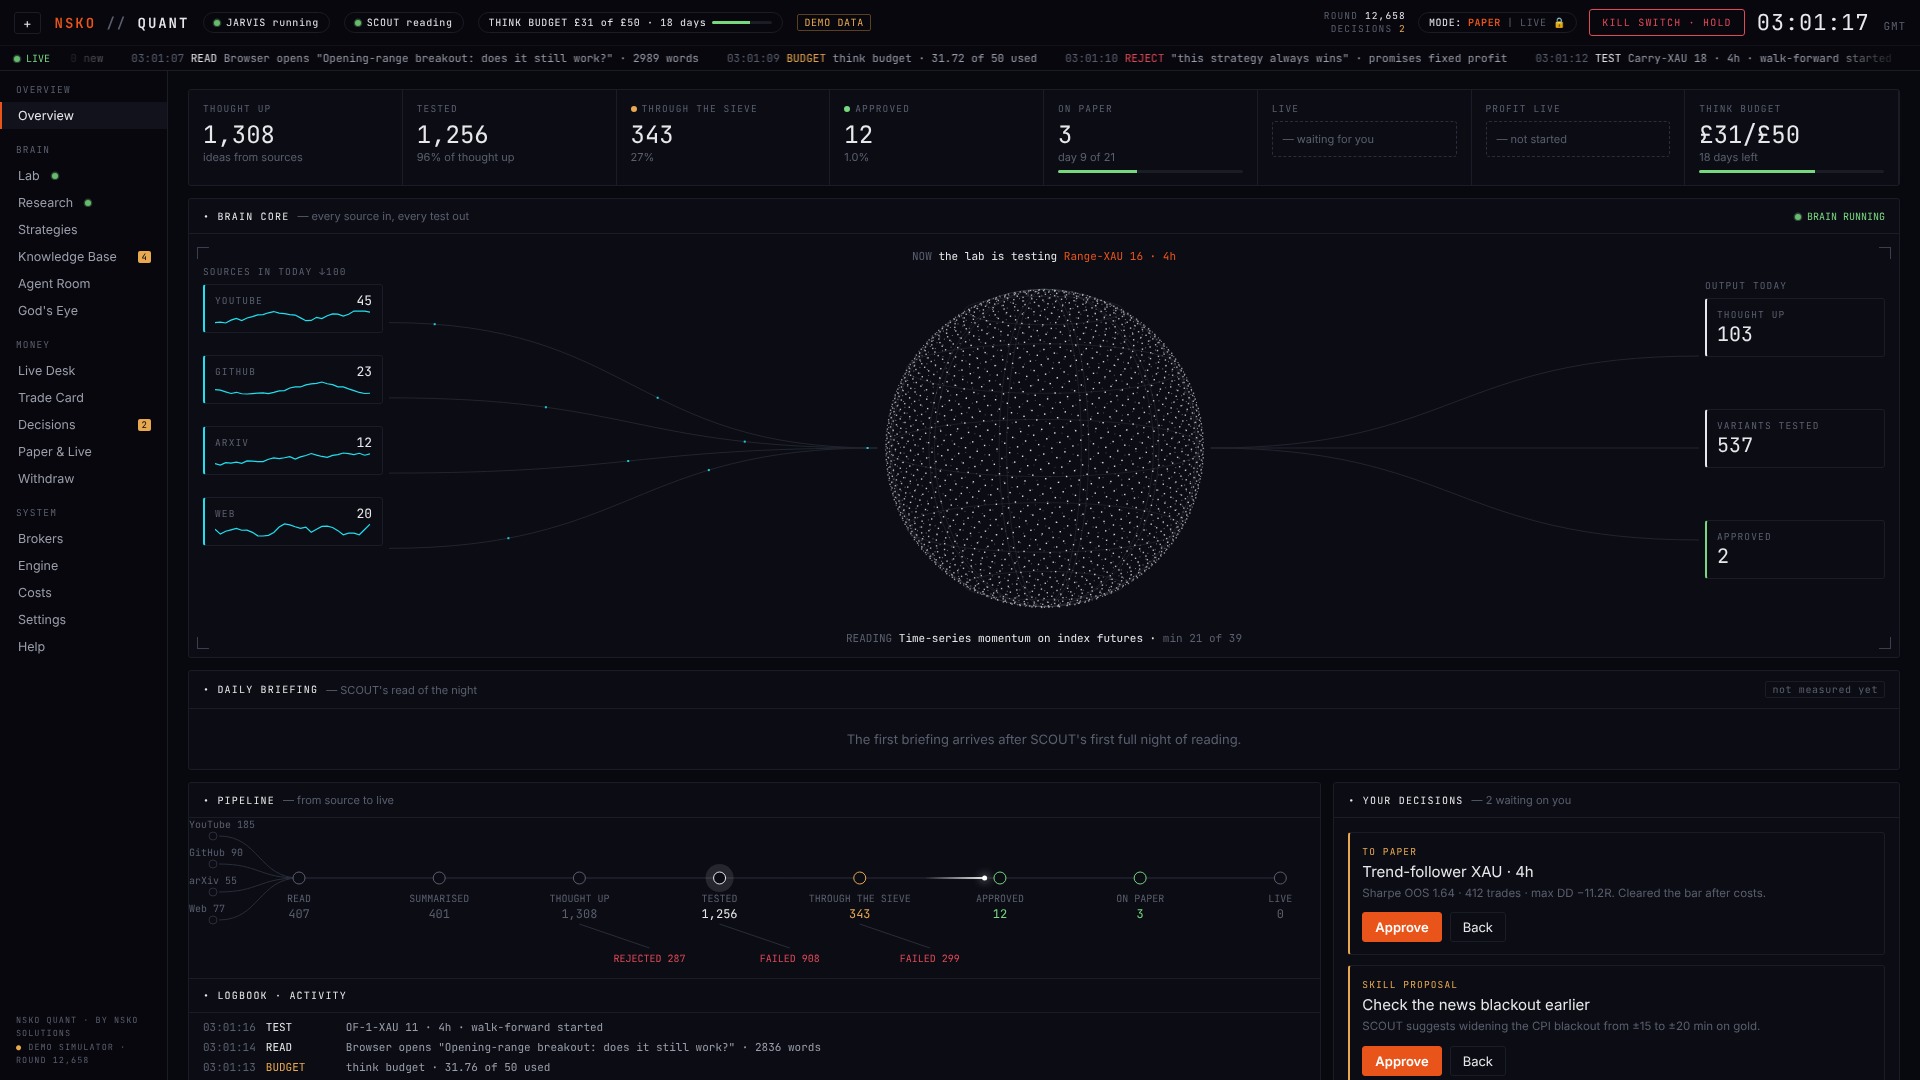 + NSKO // QUANT JARVIS running SCOUT reading THINK BUDGET £31 of £50 · 18 days DEMO DATA
ROUND 12,658
DECISIONS 2
MODE: PAPER | LIVE 🔒 KILL SWITCH · HOLD 03:01:17 GMT
LIVE new 03:01:07 READ Browser opens "Opening-range breakout: does it still work?" · 2989 words 03:01:09 BUDGET think budget · 31.72 of 50 used 03:01:10 REJECT "this strategy always wins" · promises fixed profit 03:01:12 TEST Carry-XAU 18 · 4h · walk-forward started
OVERVIEW
Overview
BRAIN
Lab
Research
Strategies
Knowledge Base 4
Agent Room
God's Eye
MONEY
Live Desk
Trade Card
Decisions 2
Paper & Live
Withdraw
SYSTEM
Brokers
Engine
Costs
Settings
Help
NSKO QUANT · BY NSKO
SOLUTIONS
DEMO SIMULATOR ·
ROUND 12,658
THOUGHT UP
1,308
ideas from sources
TESTED
1,256
96% of thought up
THROUGH THE SIEVE
343
27%
APPROVED
12
1.0%
ON PAPER
3
day 9 of 21
LIVE
— waiting for you
PROFIT LIVE
— not started
THINK BUDGET
£31/£50
18 days left
• BRAIN CORE — every source in, every test out BRAIN RUNNING
NOW the lab is testing Range-XAU 16 · 4h
SOURCES IN TODAY ↓100
YOUTUBE 45
GITHUB 23
ARXIV 12
WEB 20
OUTPUT TODAY
THOUGHT UP
103
VARIANTS TESTED
537
APPROVED
2
READING Time-series momentum on index futures · min 21 of 39
• DAILY BRIEFING — SCOUT's read of the night not measured yet
The first briefing arrives after SCOUT's first full night of reading.
• PIPELINE — from source to live
YouTube 185
GitHub 90
arXiv 55
Web 77
READ
407
SUMMARISED
401
THOUGHT UP
1,308
TESTED
1,256
THROUGH THE SIEVE
343
APPROVED
12
ON PAPER
3
LIVE
0
REJECTED 287
FAILED 908
FAILED 299
• LOGBOOK · ACTIVITY
03:01:16 TEST OF-1-XAU 11 · 4h · walk-forward started
03:01:14 READ Browser opens "Opening-range breakout: does it still work?" · 2836 words
03:01:13 BUDGET think budget · 31.76 of 50 used
• YOUR DECISIONS — 2 waiting on you
TO PAPER
Trend-follower XAU · 4h
Sharpe OOS 1.64 · 412 trades · max DD −11.2R. Cleared the bar after costs.
Approve Back
SKILL PROPOSAL
Check the news blackout earlier
SCOUT suggests widening the CPI blackout from ±15 to ±20 min on gold.
Approve Back